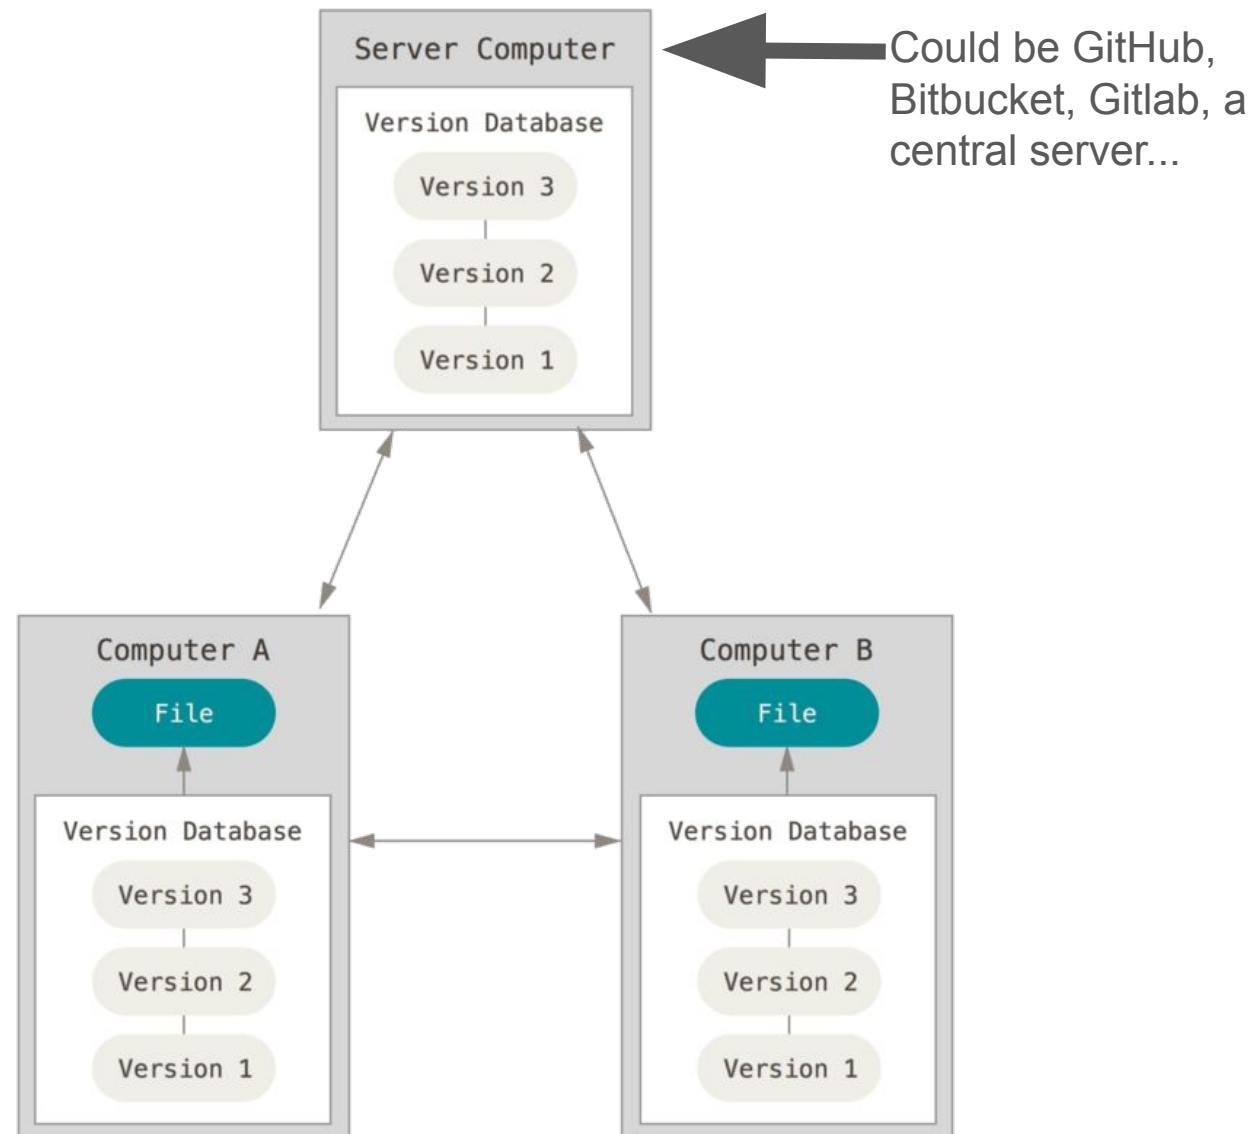 Server Computer
Could be GitHub,
Bitbucket, Gitlab, a
central server...
Version Database
Version 3
Version 2
Version 1
Computer A
File
Version Database
Version 3
Version 2
Version 1
Computer B
File
Version Database
Version 3
Version 2
Version 1